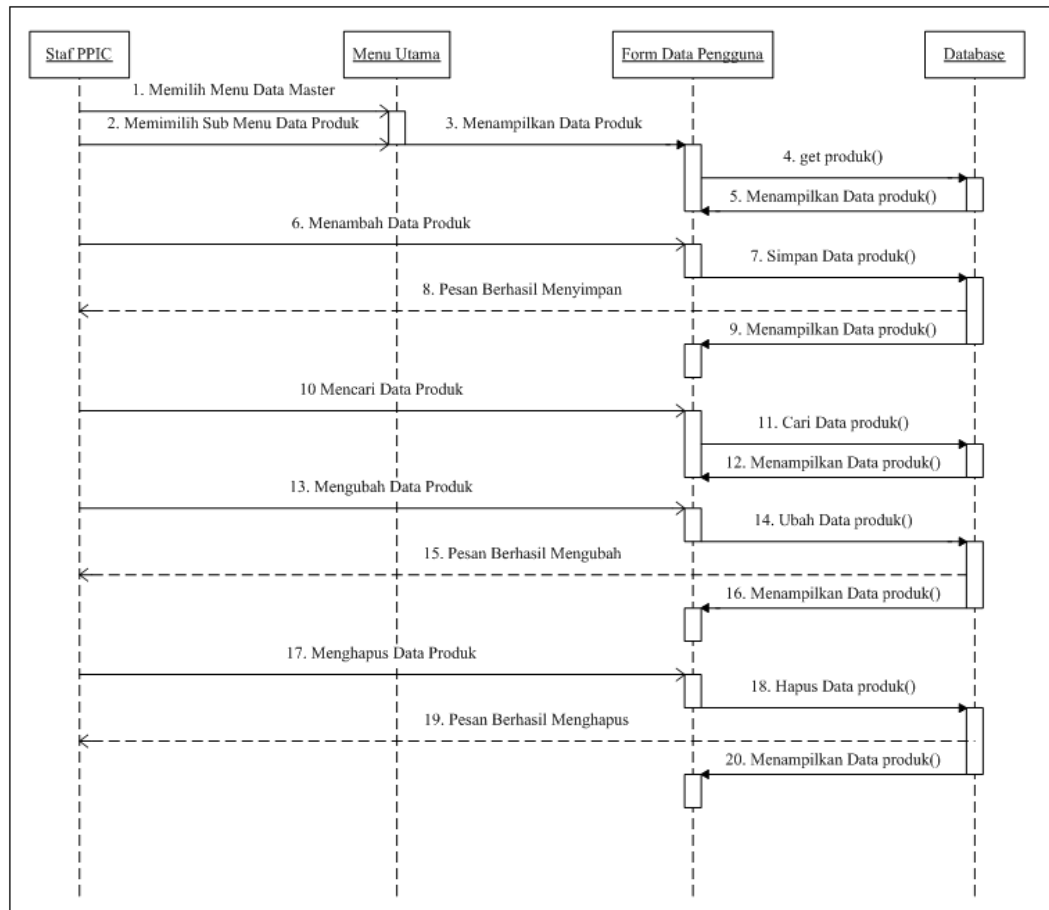 Staf PPIC
Menu Utama
Form Data Pengguna
Database
1. Memilih Menu Data Master
2. Memimilih Sub Menu Data Produk
3. Menampilkan Data Produk
4. get produk()
5. Menampilkan Data produk()
6. Menambah Data Produk
7. Simpan Data produk()
8. Pesan Berhasil Menyimpan
9. Menampilkan Data produk()
10 Mencari Data Produk
11. Cari Data produk()
12. Menampilkan Data produk()
13. Mengubah Data Produk
14. Ubah Data produk()
15. Pesan Berhasil Mengubah
16. Menampilkan Data produk()
17. Menghapus Data Produk
18. Hapus Data produk()
19. Pesan Berhasil Menghapus
20. Menampilkan Data produk()